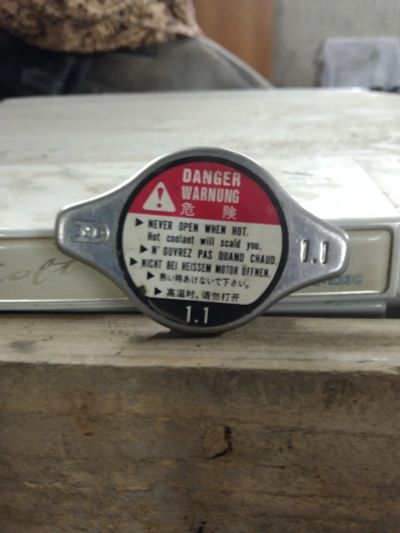 DANGER
WARNUNG
危 険
▶ NEVER OPEN WHEN HOT.
Hot coolant will scald you.
▶ N'OUVREZ PAS QUAND CHAUD.
▶ NICHT BEI HEISSEM MOTOR ÖFFNEN.
▶ 熱い時あけないで下さい。
▶ 高温时,请勿打开
1.1
1.1